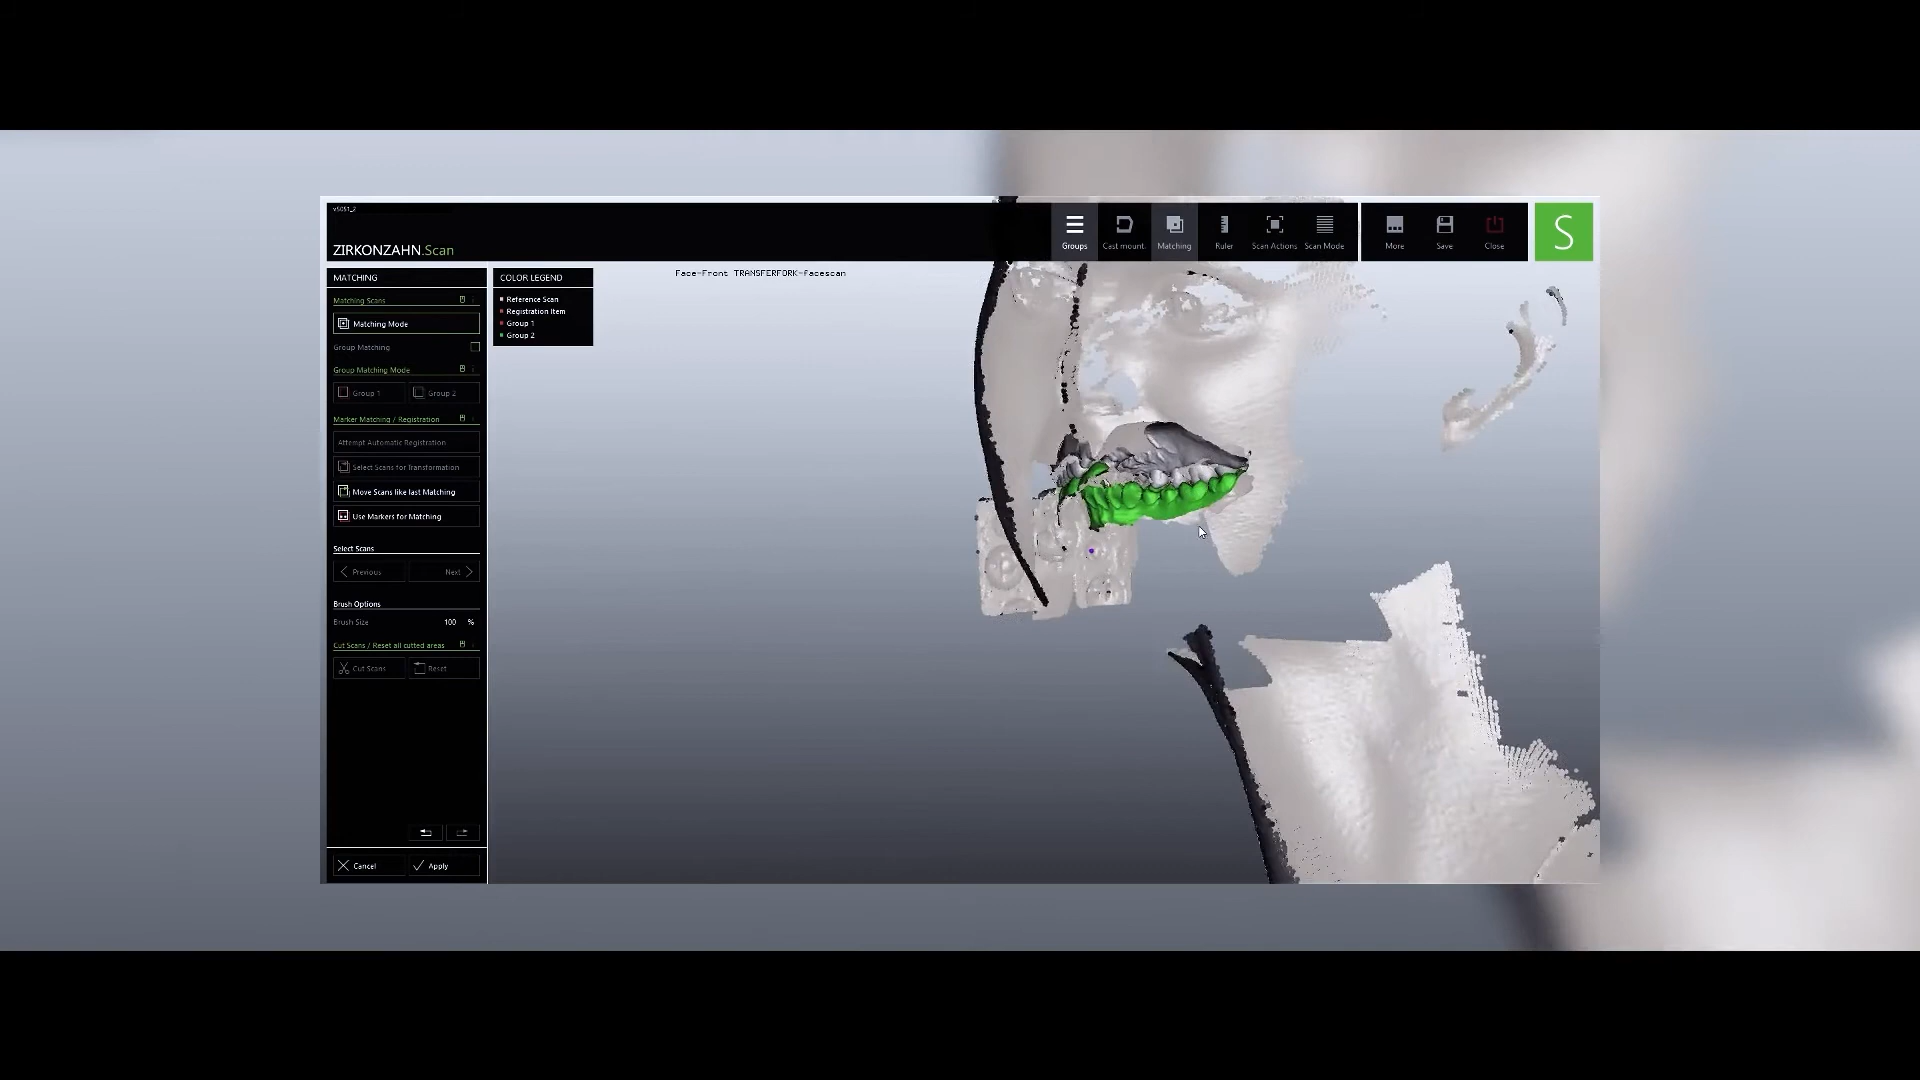 v5051_2
ZIRKONZAHN.Scan
Groups
Cast mount.
Matching
Ruler
Scan Actions
Scan Mode
More
Save
Close
S
MATCHING
Matching Scans
Matching Mode
Group Matching
Group Matching Mode
Group 1
Group 2
Marker Matching / Registration
Attempt Automatic Registration
Select Scans for Transformation
Move Scans like last Matching
Use Markers for Matching
Select Scans
Previous
Next
Brush Options
Brush Size 100 %
Cut Scans / Reset all cutted areas
Cut Scans
Reset
Cancel
Apply
COLOR LEGEND
Reference Scan
Registration Item
Group 1
Group 2
Face-Front TRANSFERFORK-facescan